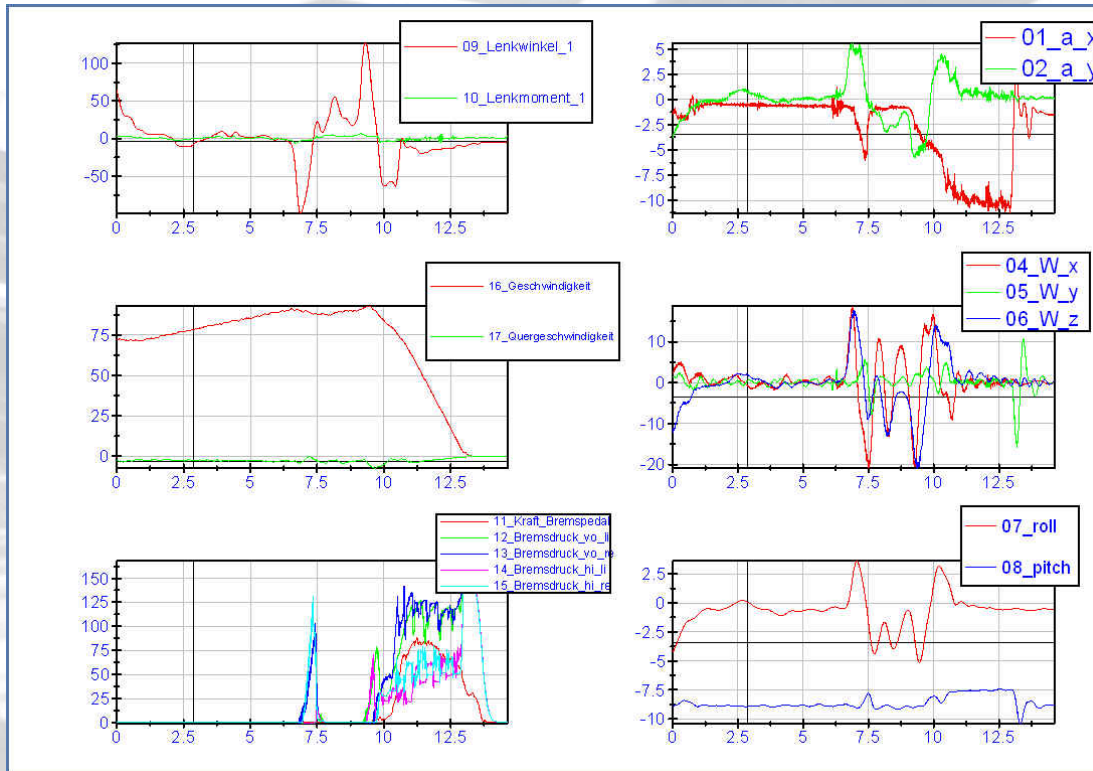 09_Lenkwinkel_1
10_Lenkmoment_1
100
50
0
-50
0 2.5 5 7.5 10 12.5
01_a_x
02_a_y
5
2.5
0
-2.5
-5
-7.5
-10
0 2.5 5 7.5 10 12.5
16_Geschwindigkeit
17_Quergeschwindigkeit
75
50
25
0
0 2.5 5 7.5 10 12.5
04_W_x
05_W_y
06_W_z
10
0
-10
-20
0 2.5 5 7.5 10 12.5
11_Kraft_Bremspedal
12_Bremsdruck_vo_li
13_Bremsdruck_vo_re
14_Bremsdruck_hi_li
15_Bremsdruck_hi_re
150
125
100
75
50
25
0
0 2.5 5 7.5 10 12.5
07_roll
08_pitch
2.5
0
-2.5
-5
-7.5
-10
0 2.5 5 7.5 10 12.5